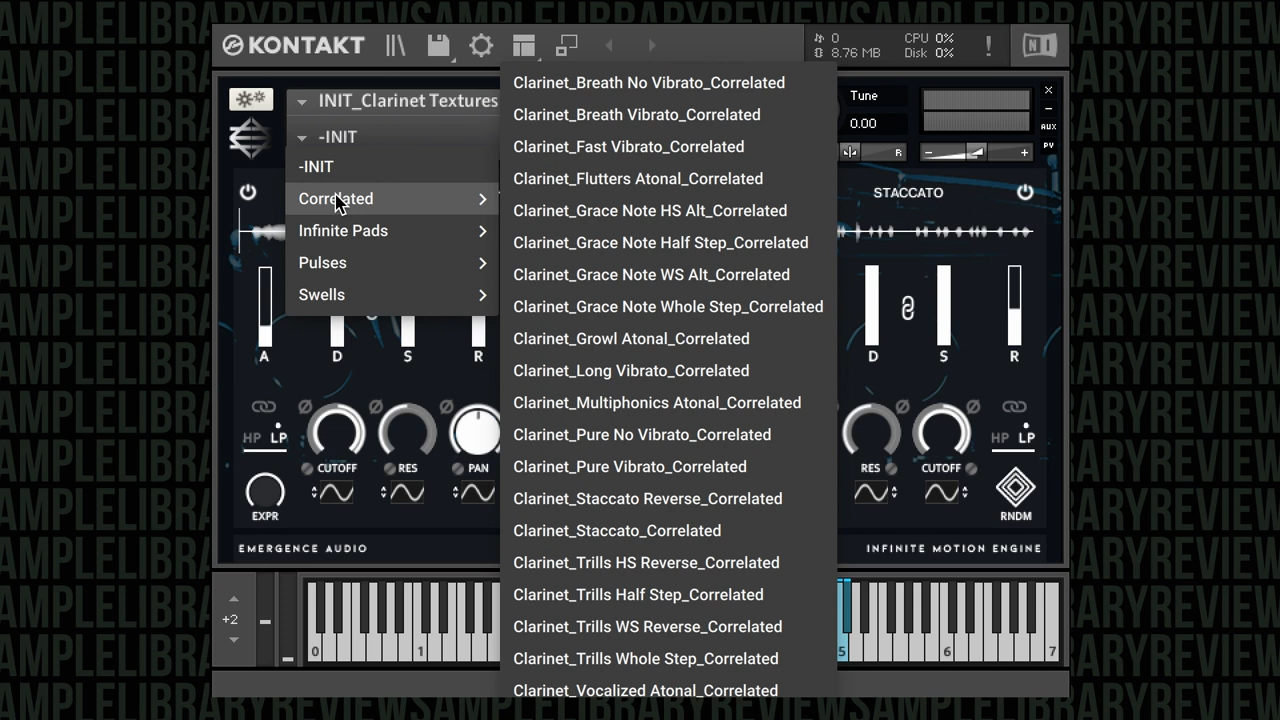 KONTAKT
0
8.76 MB
CPU 0%
Disk 0%
!
NI
INIT_Clarinet Textures
-INIT
-INIT
Correlated
Infinite Pads
Pulses
Swells
Clarinet_Breath No Vibrato_Correlated
Clarinet_Breath Vibrato_Correlated
Clarinet_Fast Vibrato_Correlated
Clarinet_Flutters Atonal_Correlated
Clarinet_Grace Note HS Alt_Correlated
Clarinet_Grace Note Half Step_Correlated
Clarinet_Grace Note WS Alt_Correlated
Clarinet_Grace Note Whole Step_Correlated
Clarinet_Growl Atonal_Correlated
Clarinet_Long Vibrato_Correlated
Clarinet_Multiphonics Atonal_Correlated
Clarinet_Pure No Vibrato_Correlated
Clarinet_Pure Vibrato_Correlated
Clarinet_Staccato Reverse_Correlated
Clarinet_Staccato_Correlated
Clarinet_Trills HS Reverse_Correlated
Clarinet_Trills Half Step_Correlated
Clarinet_Trills WS Reverse_Correlated
Clarinet_Trills Whole Step_Correlated
Clarinet_Vocalized Atonal_Correlated
Tune
0.00
R
AUX
PV
STACCATO
A D S R
D S R
HP LP
CUTOFF RES PAN
EXPR
RES CUTOFF
HP LP
RNDM
EMERGENCE AUDIO
INFINITE MOTION ENGINE
+2
0 1 5 6 7
AMPLELIBRARYREVIEWSAMPLELIBRARYREVIEWSAMPLELIBRARYREVIEWSAMPLELIBRARYREVIEWS